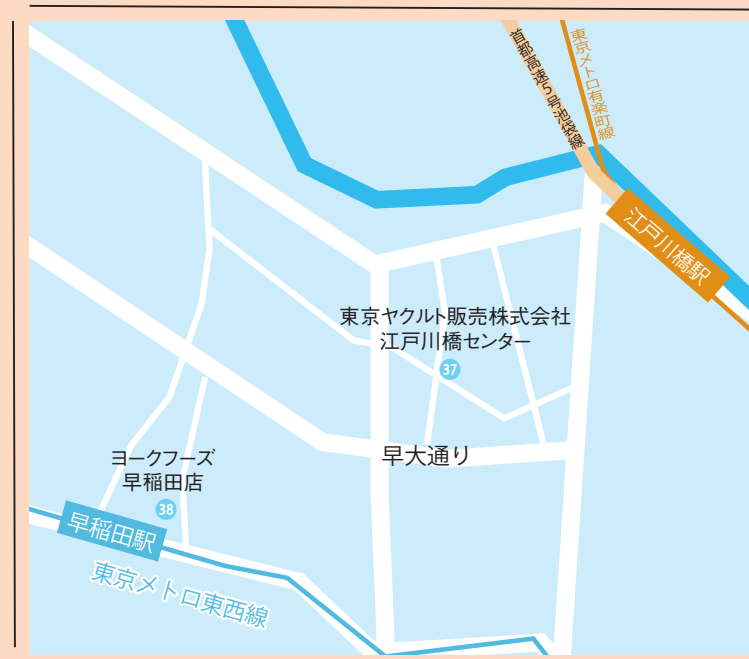 首都高速5号池袋線
東京メトロ有楽町線
江戸川橋駅
東京ヤクルト販売株式会社
江戸川橋センター
37
早大通り
ヨークフーズ
早稲田店
38
早稲田駅
東京メトロ東西線